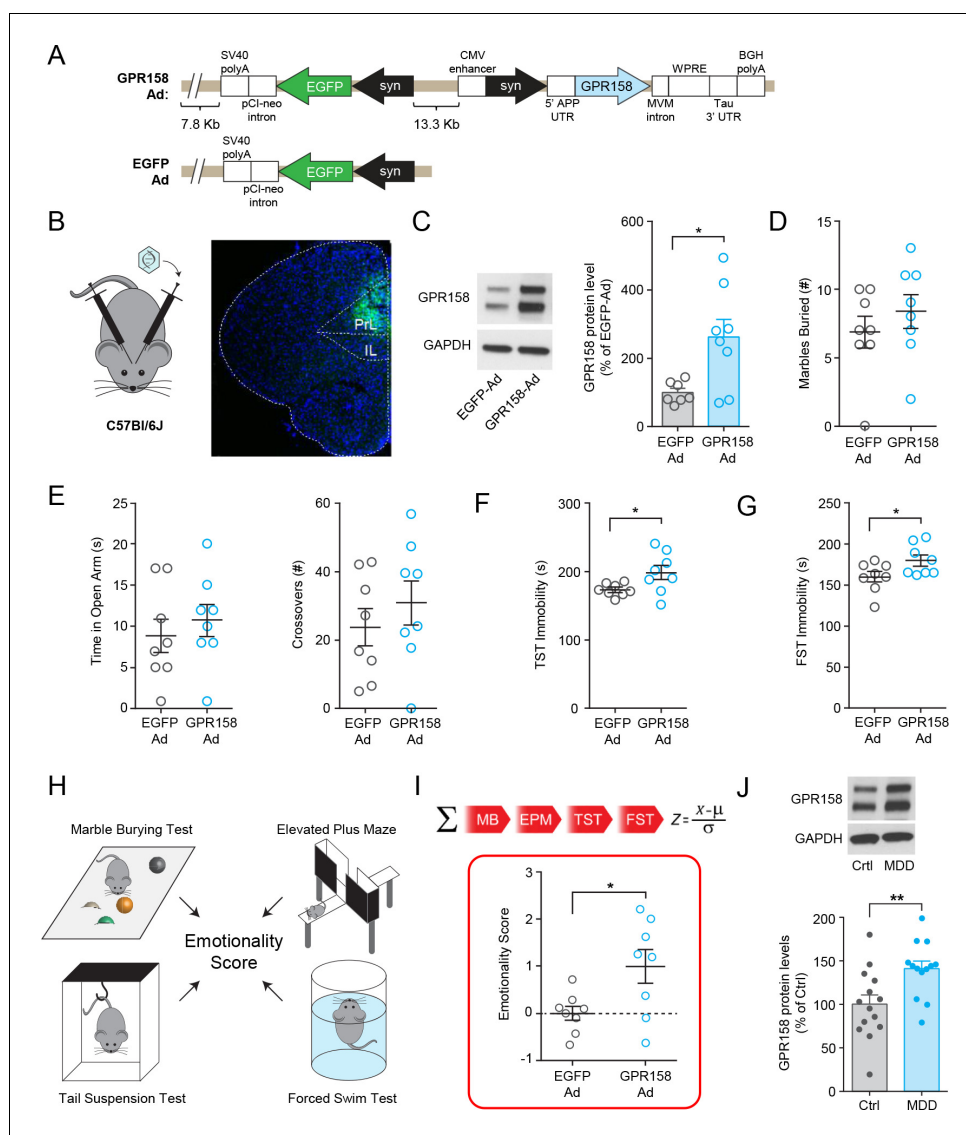 A
SV40
polyA
CMV
enhancer
BGH
polyA
WPRE
GPR158
Ad:
EGFP
syn
syn
GPR158
pCI-neo
intron
5' APP
UTR
MVM
intron
Tau
3' UTR
7.8 Kb
13.3 Kb
SV40
polyA
EGFP
Ad
EGFP
syn
pCI-neo
intron
B
C57Bl/6J
PrL
IL
C
GPR158
GAPDH
EGFP-Ad
GPR158-Ad
GPR158 protein level
(% of EGFP-Ad)
600
400
200
0
*
EGFP
Ad
GPR158
Ad
D
Marbles Buried (#)
15
10
5
0
EGFP
Ad
GPR158
Ad
E
Time in Open Arm (s)
25
20
15
10
5
0
EGFP
Ad
GPR158
Ad
Crossovers (#)
60
40
20
0
EGFP
Ad
GPR158
Ad
F
TST Immobility (s)
300
200
100
0
*
EGFP
Ad
GPR158
Ad
G
FST Immobility (s)
250
200
150
100
50
0
*
EGFP
Ad
GPR158
Ad
H
Marble Burying Test
Elevated Plus Maze
Emotionality
Score
Tail Suspension Test
Forced Swim Test
I
∑ MB EPM TST FST Z = x-μ
σ
Emotionality Score
3
2
1
0
-1
*
EGFP
Ad
GPR158
Ad
J
GPR158
GAPDH
Crtl MDD
GPR158 protein levels
(% of Ctrl)
200
150
100
50
0
**
Ctrl
MDD